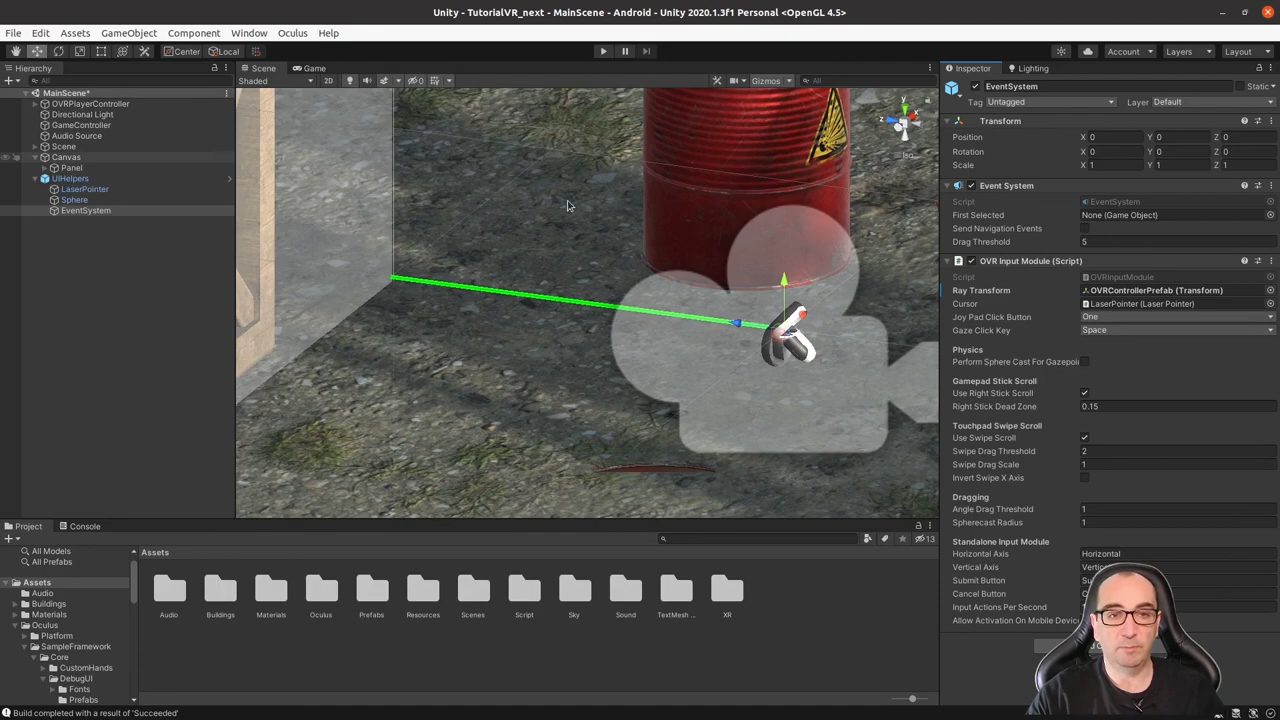 Unity - TutorialVR_next - MainScene - Android - Unity 2020.1.3f1 Personal <OpenGL 4.5>
File Edit Assets GameObject Component Window Oculus Help
Center Local Account Layers Layout
Hierarchy
All
MainScene*
OVRPlayerController
Directional Light
GameController
Audio Source
Scene
Canvas
Panel
UIHelpers
LaserPointer
Sphere
EventSystem
Scene Game
Shaded 2D 0 Gizmos All
y
x
z
Iso
Inspector Lighting
EventSystem Static
Tag Untagged Layer Default
Transform
Position X 0 Y 0 Z 0
Rotation X 0 Y 0 Z 0
Scale X 1 Y 1 Z 1
Event System
Script EventSystem
First Selected None (Game Object)
Send Navigation Events
Drag Threshold 5
OVR Input Module (Script)
Script OVRInputModule
Ray Transform OVRControllerPrefab (Transform)
Cursor LaserPointer (Laser Pointer)
Joy Pad Click Button One
Gaze Click Key Space
Physics
Perform Sphere Cast For Gazepoi
Gamepad Stick Scroll
Use Right Stick Scroll
Right Stick Dead Zone 0.15
Touchpad Swipe Scroll
Use Swipe Scroll
Swipe Drag Threshold 2
Swipe Drag Scale 1
Invert Swipe X Axis
Dragging
Angle Drag Threshold 1
Spherecast Radius 1
Standalone Input Module
Horizontal Axis Horizontal
Vertical Axis
Submit Button
Cancel Button
Input Actions Per Second
Allow Activation On Mobile Device
Project Console
13
All Models
All Prefabs
Assets
Audio
Buildings
Materials
Oculus
Platform
SampleFramework
Core
CustomHands
DebugUI
Fonts
Prefabs
Assets
Audio Buildings Materials Oculus Prefabs Resources Scenes Script Sky Sound TextMesh ... XR
Build completed with a result of 'Succeeded'